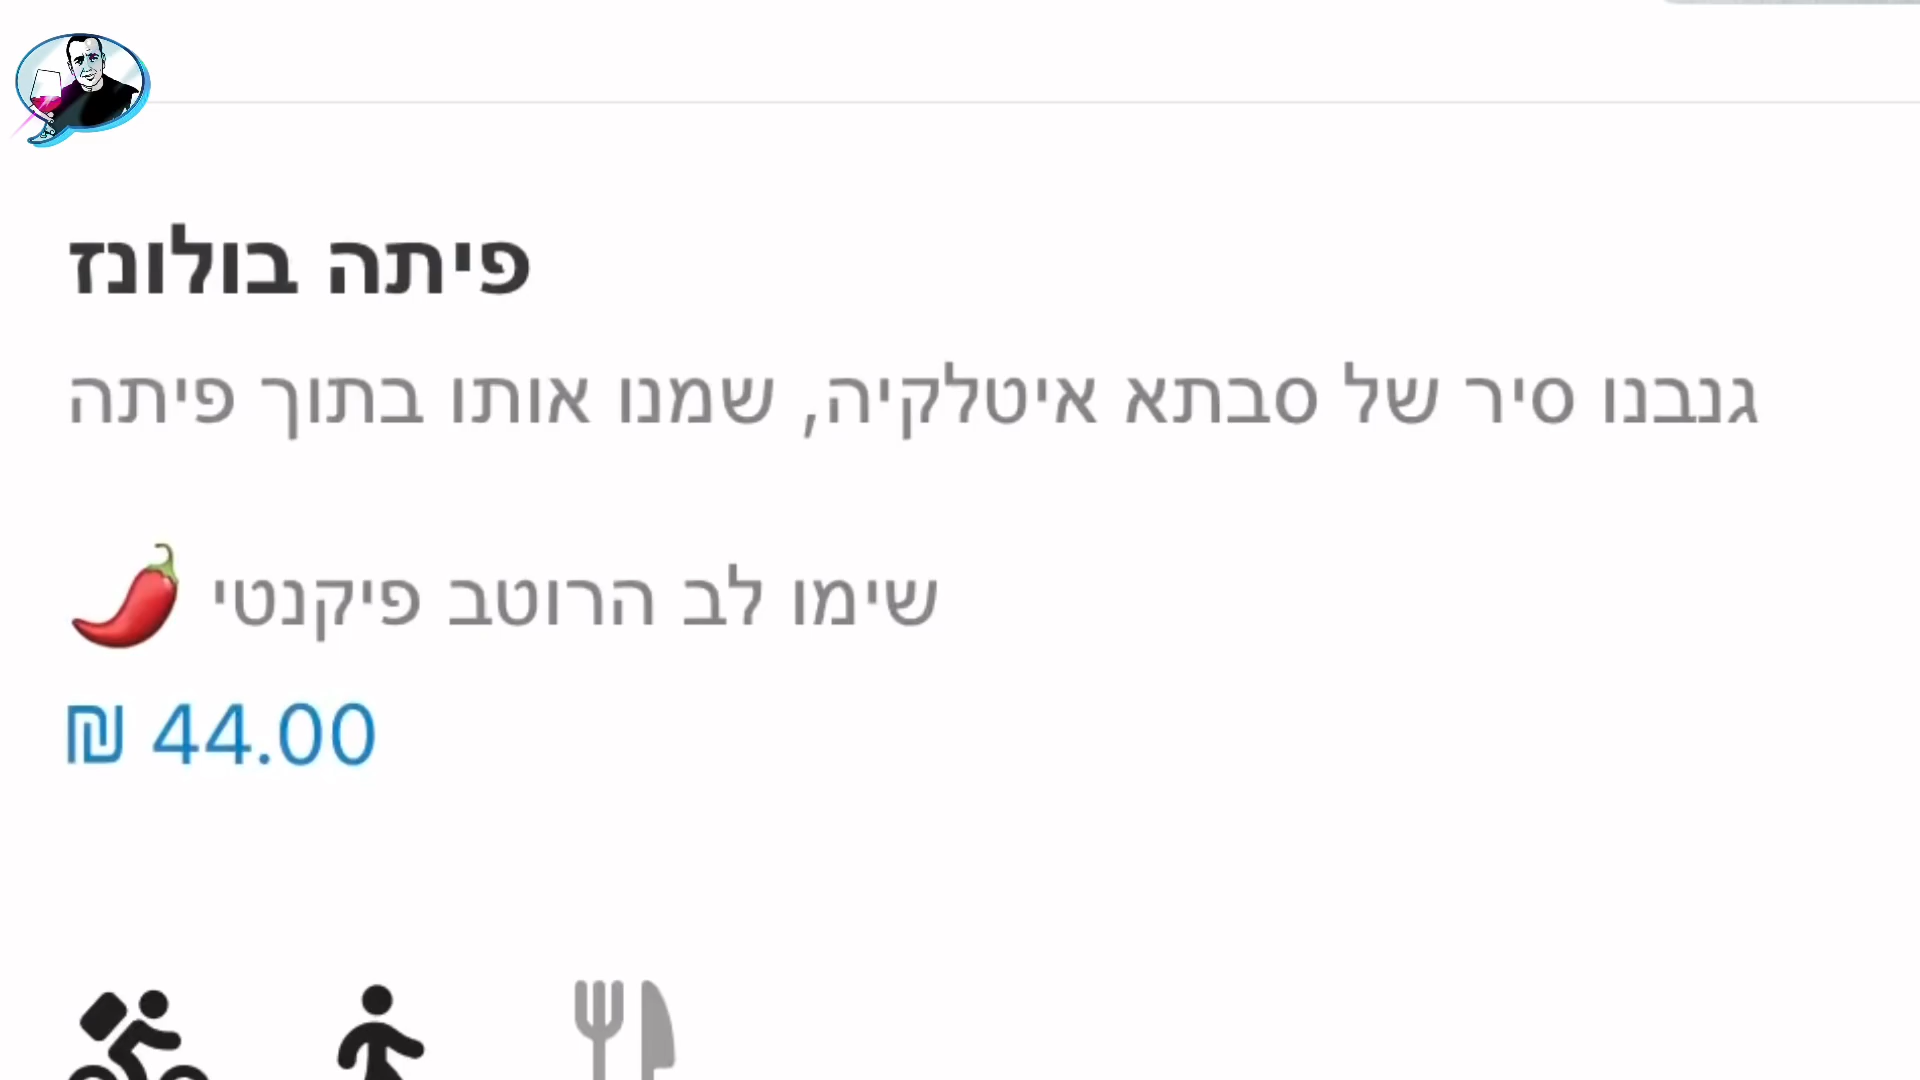 פיתה בולונז
גנבנו סיר של סבתא איטלקיה, שמנו אותו בתוך פיתה
שימו לב הרוטב פיקנטי 🌶️
₪ 44.00